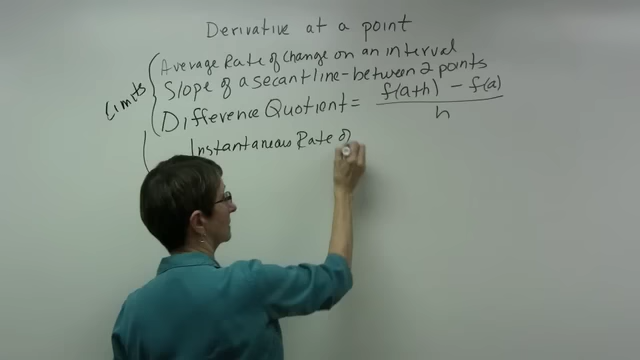 Derivative at a point
Average Rate of Change on an interval
Limits
Slope of a secant line - between 2 points
Difference Quotient = f(a+h) - f(a) / h
Instantaneous Rate o